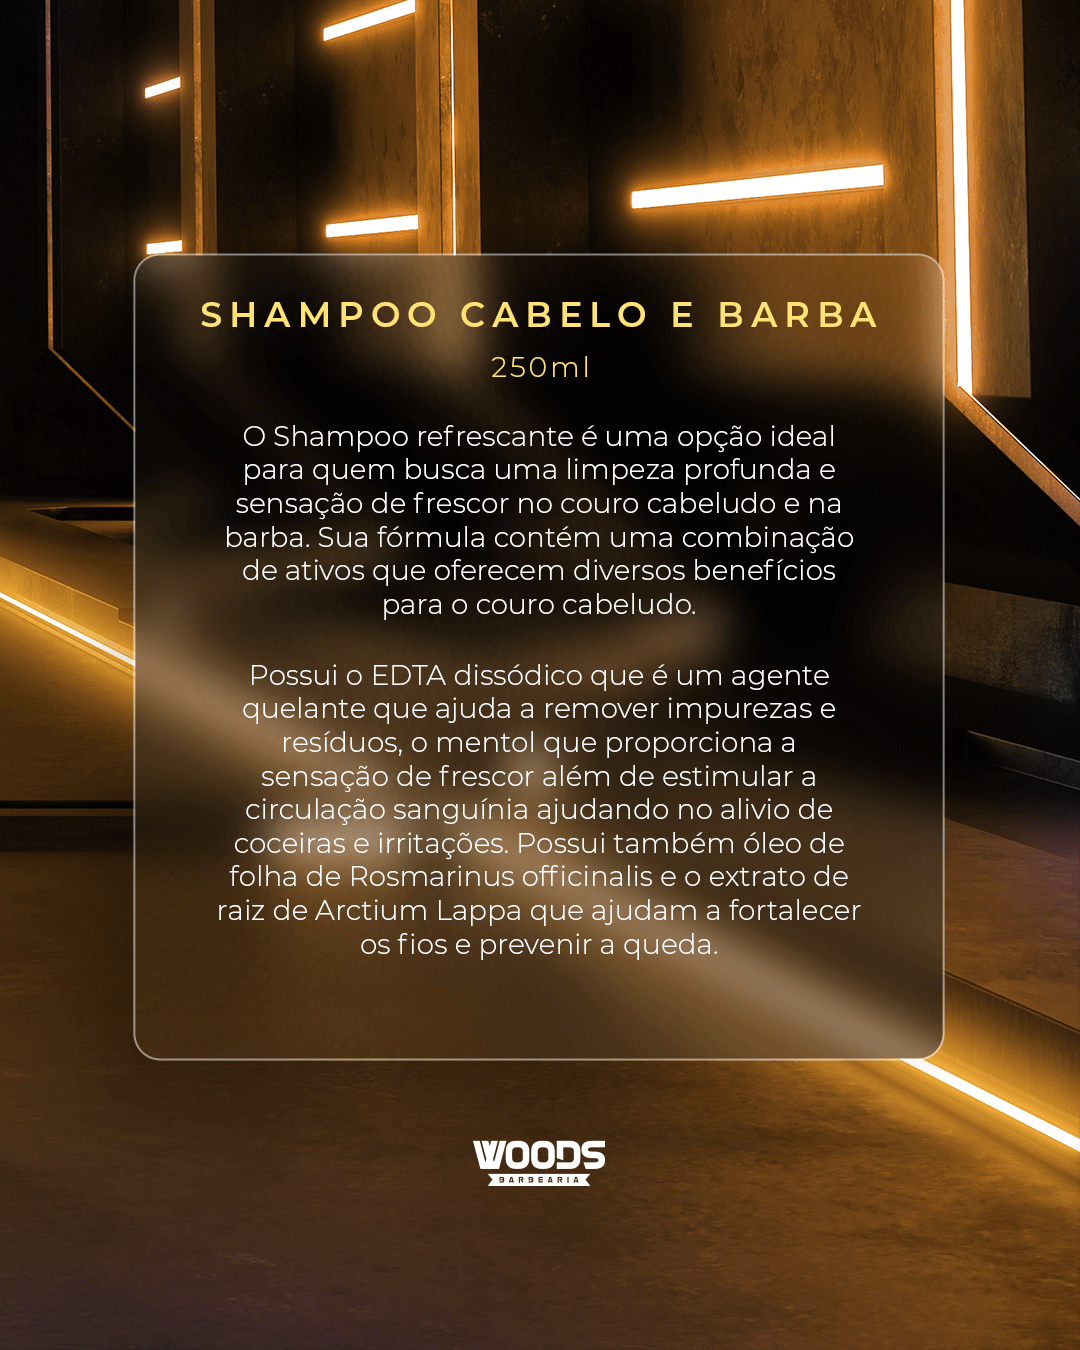 SHAMPOO CABELO E BARBA
250ml
O Shampoo refrescante é uma opção ideal
para quem busca uma limpeza profunda e
sensação de frescor no couro cabeludo e na
barba. Sua fórmula contém uma combinação
de ativos que oferecem diversos benefícios
para o couro cabeludo.
Possui o EDTA dissódico que é um agente
quelante que ajuda a remover impurezas e
resíduos, o mentol que proporciona a
sensação de frescor além de estimular a
circulação sanguínia ajudando no alivio de
coceiras e irritações. Possui também óleo de
folha de Rosmarinus officinalis e o extrato de
raiz de Arctium Lappa que ajudam a fortalecer
os fios e prevenir a queda.
WOODS
BARBEARIA